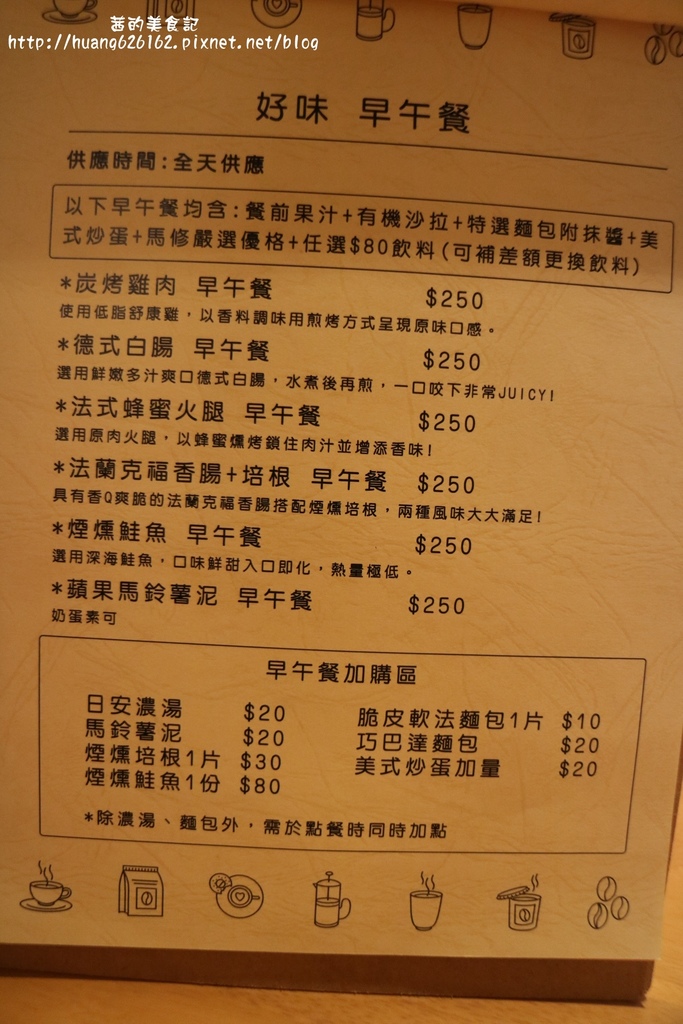 茜的美食記
http://huang626162.pixnet.net/blog
好味 早午餐
供應時間:全天供應
以下早午餐均含:餐前果汁+有機沙拉+特選麵包附抹醬+美
式炒蛋+馬修嚴選優格+任選$80飲料(可補差額更換飲料)
*炭烤雞肉 早午餐 $250
使用低脂舒康雞，以香料調味用煎烤方式呈現原味口感。
*德式白腸 早午餐 $250
選用鮮嫩多汁爽口德式白腸，水煮後再煎，一口咬下非常JUICY!
*法式蜂蜜火腿 早午餐 $250
選用原肉火腿，以蜂蜜燻烤鎖住肉汁並增添香味!
*法蘭克福香腸+培根 早午餐 $250
具有香Q爽脆的法蘭克福香腸搭配煙燻培根，兩種風味大大滿足!
*煙燻鮭魚 早午餐 $250
選用深海鮭魚，口味鮮甜入口即化，熱量極低。
*蘋果馬鈴薯泥 早午餐 $250
奶蛋素可
早午餐加購區
日安濃湯 $20
馬鈴薯泥 $20
煙燻培根1片 $30
煙燻鮭魚1份 $80
脆皮軟法麵包1片 $10
巧巴達麵包 $20
美式炒蛋加量 $20
*除濃湯、麵包外，需於點餐時同時加點